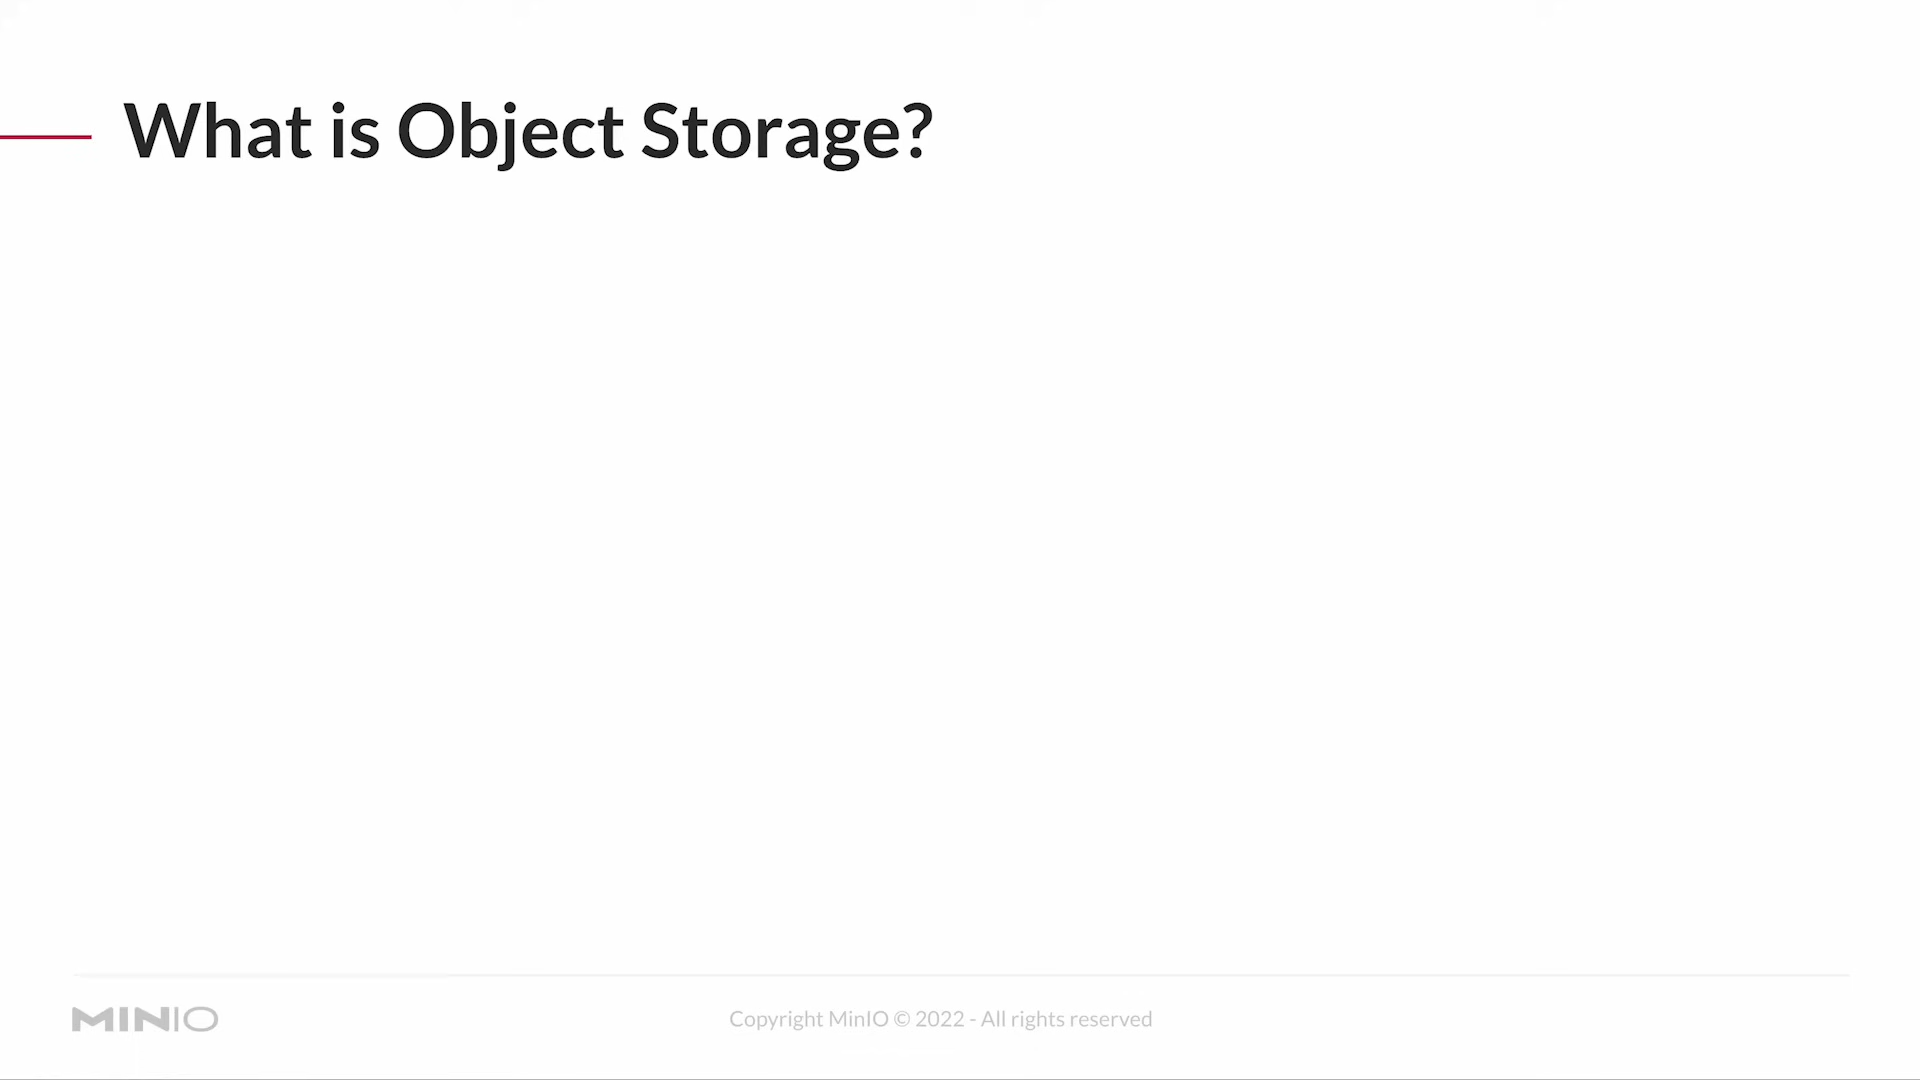 What is Object Storage?
MINIO
Copyright MinIO © 2022 - All rights reserved